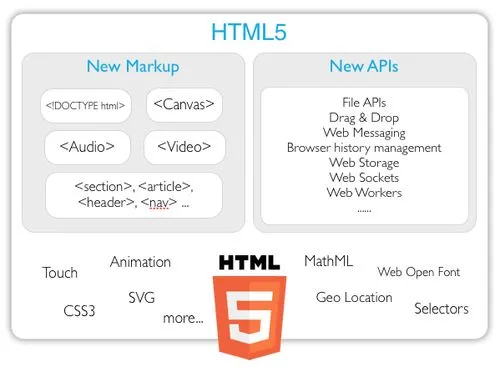 HTML5
New Markup
<!DOCTYPE html>
<Canvas>
<Audio>
<Video>
<section>, <article>,
<header>, <nav> ...
New APIs
File APIs
Drag & Drop
Web Messaging
Browser history management
Web Storage
Web Sockets
Web Workers
......
Touch
Animation
CSS3
SVG
more...
HTML
5
MathML
Web Open Font
Geo Location
Selectors